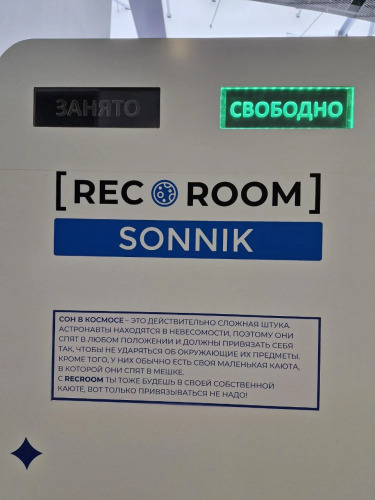 ЗАНЯТО СВОБОДНО
[REC ROOM]
SONNIK
СОН В КОСМОСЕ – ЭТО ДЕЙСТВИТЕЛЬНО СЛОЖНАЯ ШТУКА.
АСТРОНАВТЫ НАХОДЯТСЯ В НЕВЕСОМОСТИ, ПОЭТОМУ ОНИ
СПЯТ В ЛЮБОМ ПОЛОЖЕНИИ И ДОЛЖНЫ ПРИВЯЗАТЬ СЕБЯ
ТАК, ЧТОБЫ НЕ УДАРЯТЬСЯ ОБ ОКРУЖАЮЩИЕ ИХ ПРЕДМЕТЫ.
КРОМЕ ТОГО, У НИХ ОБЫЧНО ЕСТЬ СВОЯ МАЛЕНЬКАЯ КАЮТА,
В КОТОРОЙ ОНИ СПЯТ В МЕШКЕ.
С RECROOM ТЫ ТОЖЕ БУДЕШЬ В СВОЕЙ СОБСТВЕННОЙ
КАЮТЕ, ВОТ ТОЛЬКО ПРИВЯЗЫВАТЬСЯ НЕ НАДО!